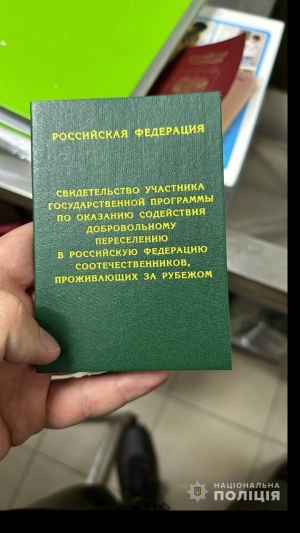 РОССИЙСКАЯ ФЕДЕРАЦИЯ
СВИДЕТЕЛЬСТВО УЧАСТНИКА
ГОСУДАРСТВЕННОЙ ПРОГРАММЫ
ПО ОКАЗАНИЮ СОДЕЙСТВИЯ
ДОБРОВОЛЬНОМУ
ПЕРЕСЕЛЕНИЮ
В РОССИЙСКУЮ ФЕДЕРАЦИЮ
СООТЕЧЕСТВЕННИКОВ,
ПРОЖИВАЮЩИХ ЗА РУБЕЖОМ
НАЦІОНАЛЬНА
ПОЛІЦІЯ